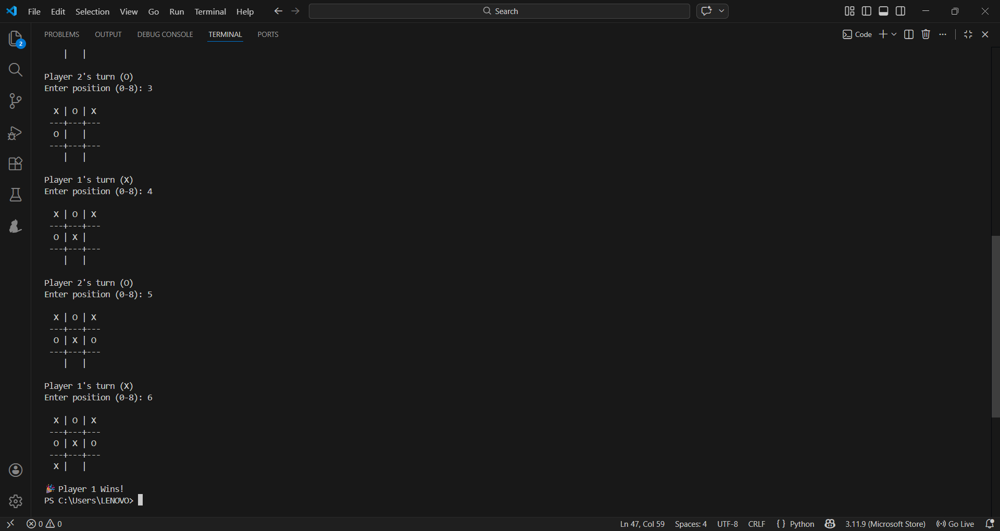 File Edit Selection View Go Run Terminal Help Search
2
PROBLEMS OUTPUT DEBUG CONSOLE TERMINAL PORTS Code
| |
Player 2's turn (O)
Enter position (0-8): 3
X | O | X
---+---+---
O | |
---+---+---
| |
Player 1's turn (X)
Enter position (0-8): 4
X | O | X
---+---+---
O | X |
---+---+---
| |
Player 2's turn (O)
Enter position (0-8): 5
X | O | X
---+---+---
O | X | O
---+---+---
| |
Player 1's turn (X)
Enter position (0-8): 6
X | O | X
---+---+---
O | X | O
---+---+---
X | |
🎉 Player 1 Wins!
PS C:\Users\LENOVO>
0 0 Ln 47, Col 59 Spaces: 4 UTF-8 CRLF { } Python 3.11.9 (Microsoft Store) Go Live